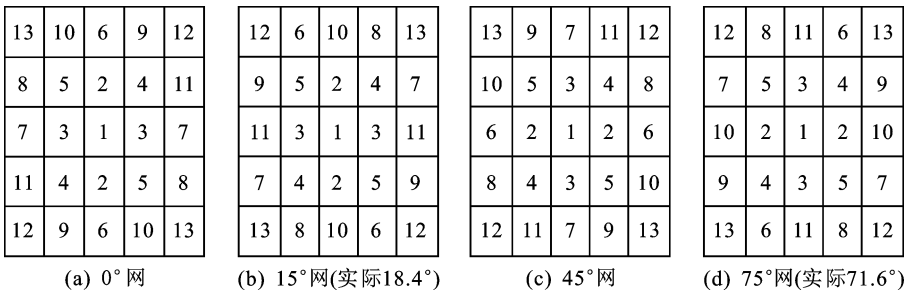 13 10 6 9 12
8 5 2 4 11
7 3 1 3 7
11 4 2 5 8
12 9 6 10 13
(a) 0°网
12 6 10 8 13
9 5 2 4 7
11 3 1 3 11
7 4 2 5 9
13 8 10 6 12
(b) 15°网(实际18.4°)
13 9 7 11 12
10 5 3 4 8
6 2 1 2 6
8 4 3 5 10
12 11 7 9 13
(c) 45°网
12 8 11 6 13
7 5 3 4 9
10 2 1 2 10
9 4 3 5 7
13 6 11 8 12
(d) 75°网(实际71.6°)